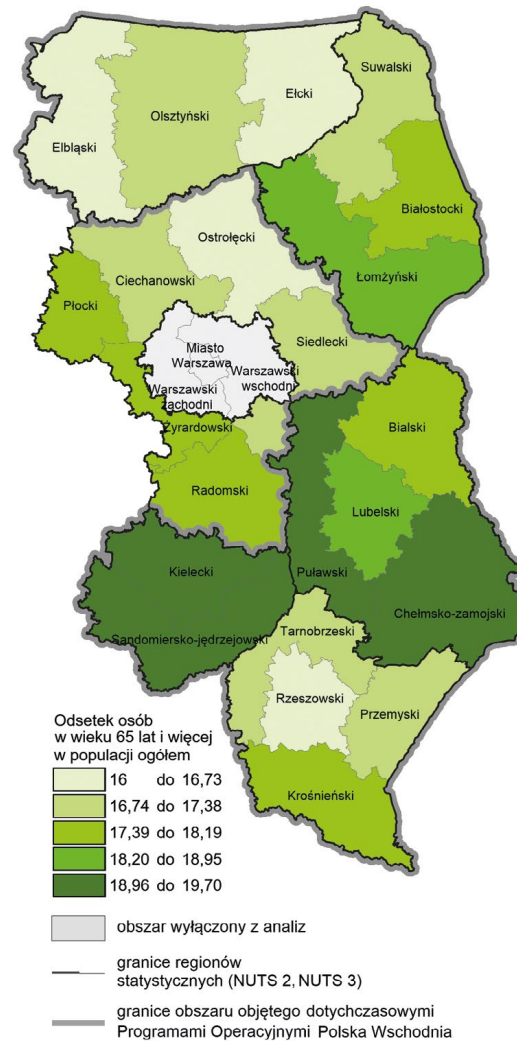 Suwalski
Ełcki
Olsztyński
Elbląski
Białostocki
Ostrołęcki
Łomżyński
Ciechanowski
Płocki
Siedlecki
Miasto
Warszawa
Warszawski
wschodni
Warszawski
zachodni
Żyrardowski
Bialski
Radomski
Lubelski
Kielecki
Puławski
Chełmsko-zamojski
Sandomiersko-jędrzejowski
Tarnobrzeski
Rzeszowski
Przemyski
Krośnieński
Odsetek osób
w wieku 65 lat i więcej
w populacji ogółem
16 do 16,73
16,74 do 17,38
17,39 do 18,19
18,20 do 18,95
18,96 do 19,70
obszar wyłączony z analiz
granice regionów
statystycznych (NUTS 2, NUTS 3)
granice obszaru objętego dotychczasowymi
Programami Operacyjnymi Polska Wschodnia